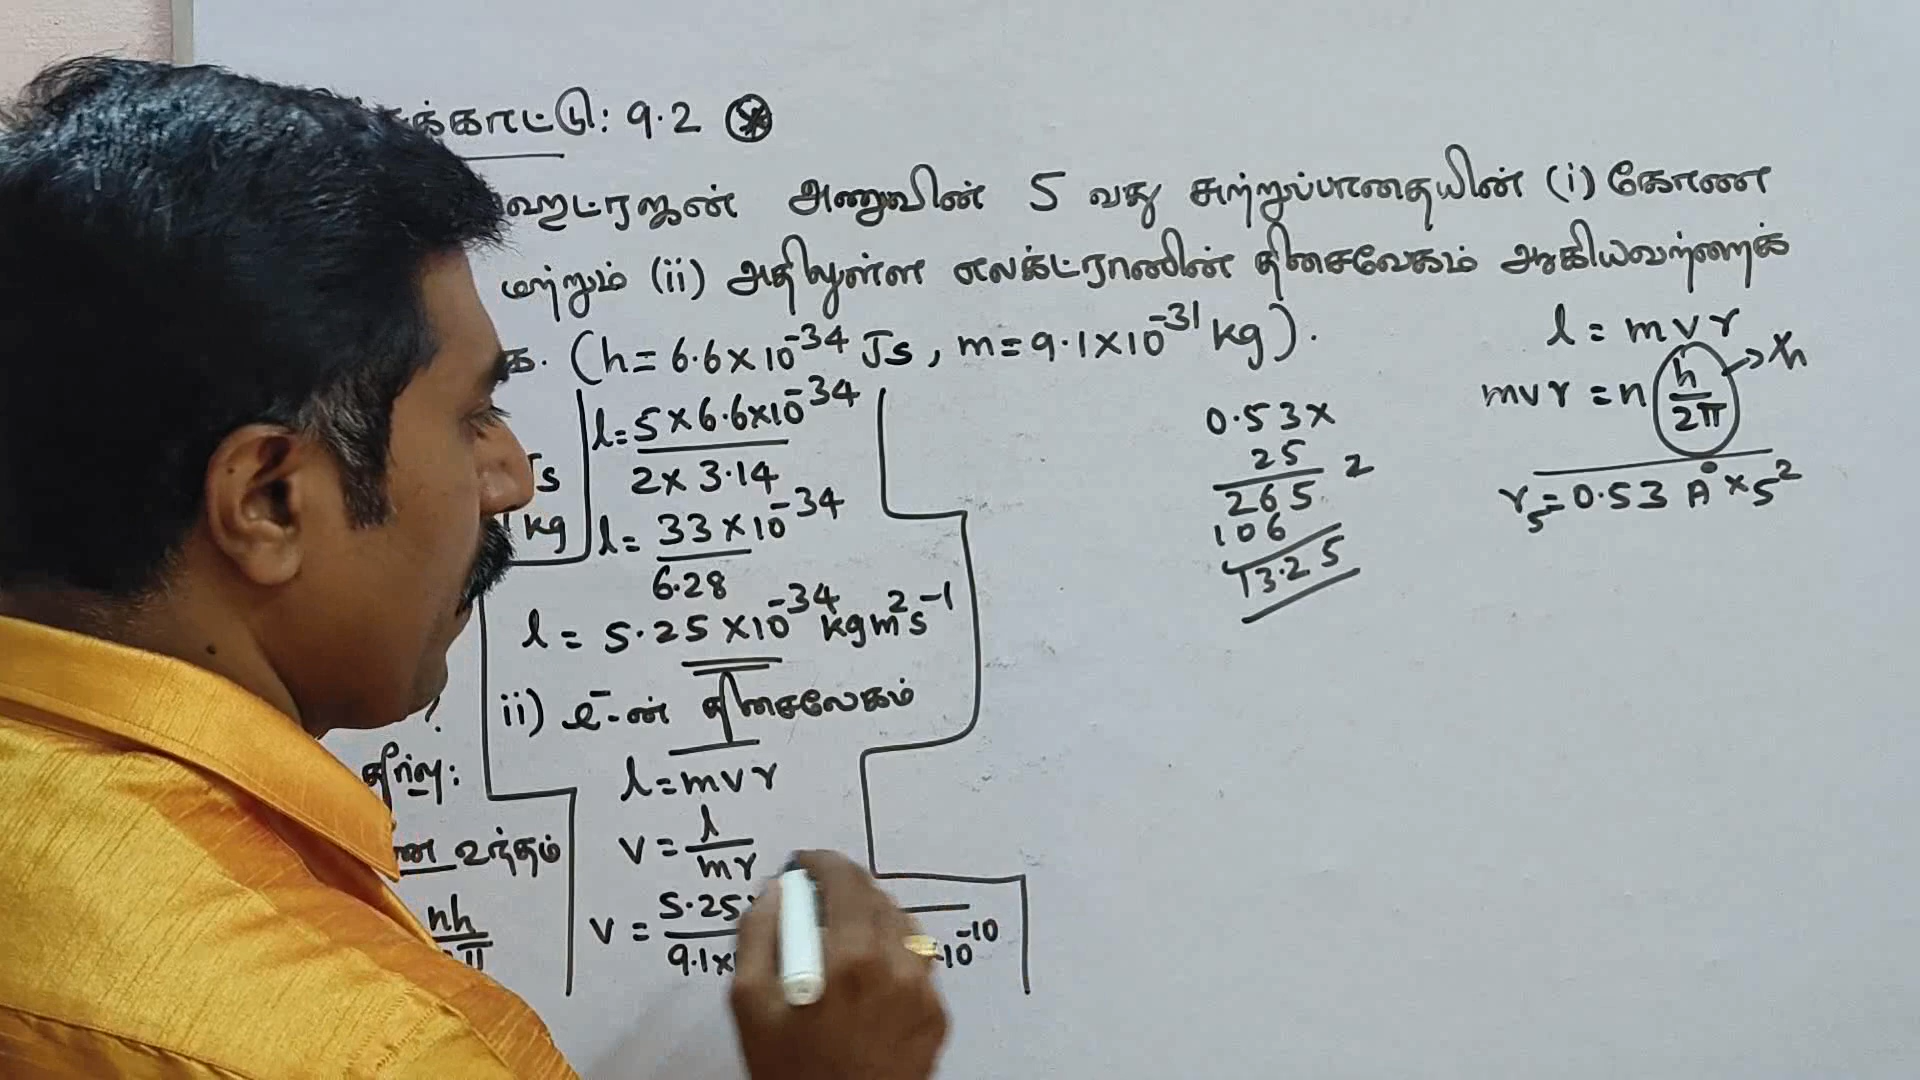 9.2
ஹைட்ரஜன் அணுவின் 5 வது சுற்றுப்பாதையின் (i) கோண
மற்றும் (ii) அதிலுள்ள எலக்ட்ரானின் திசைவேகம் ஆகியவற்றைக்
க. (h = 6.6 × 10⁻³⁴ Js, m = 9.1 × 10⁻³¹ kg).
Js
kg
?
தீர்வு:
உந்தம்
nh
l = 5 × 6.6 × 10⁻³⁴ / 2 × 3.14
l = 33 × 10⁻³⁴ / 6.28
l = 5.25 × 10⁻³⁴ kgm²s⁻¹
ii) e⁻-ன் திசைவேகம்
l = mvr
v = l / mr
v = 5.25 / 9.1×
10⁻¹⁰
0.53 ×
25
265
106
13.25
2
l = mvr
mvr = n h/2π
r₅ = 0.53 Å × 5²